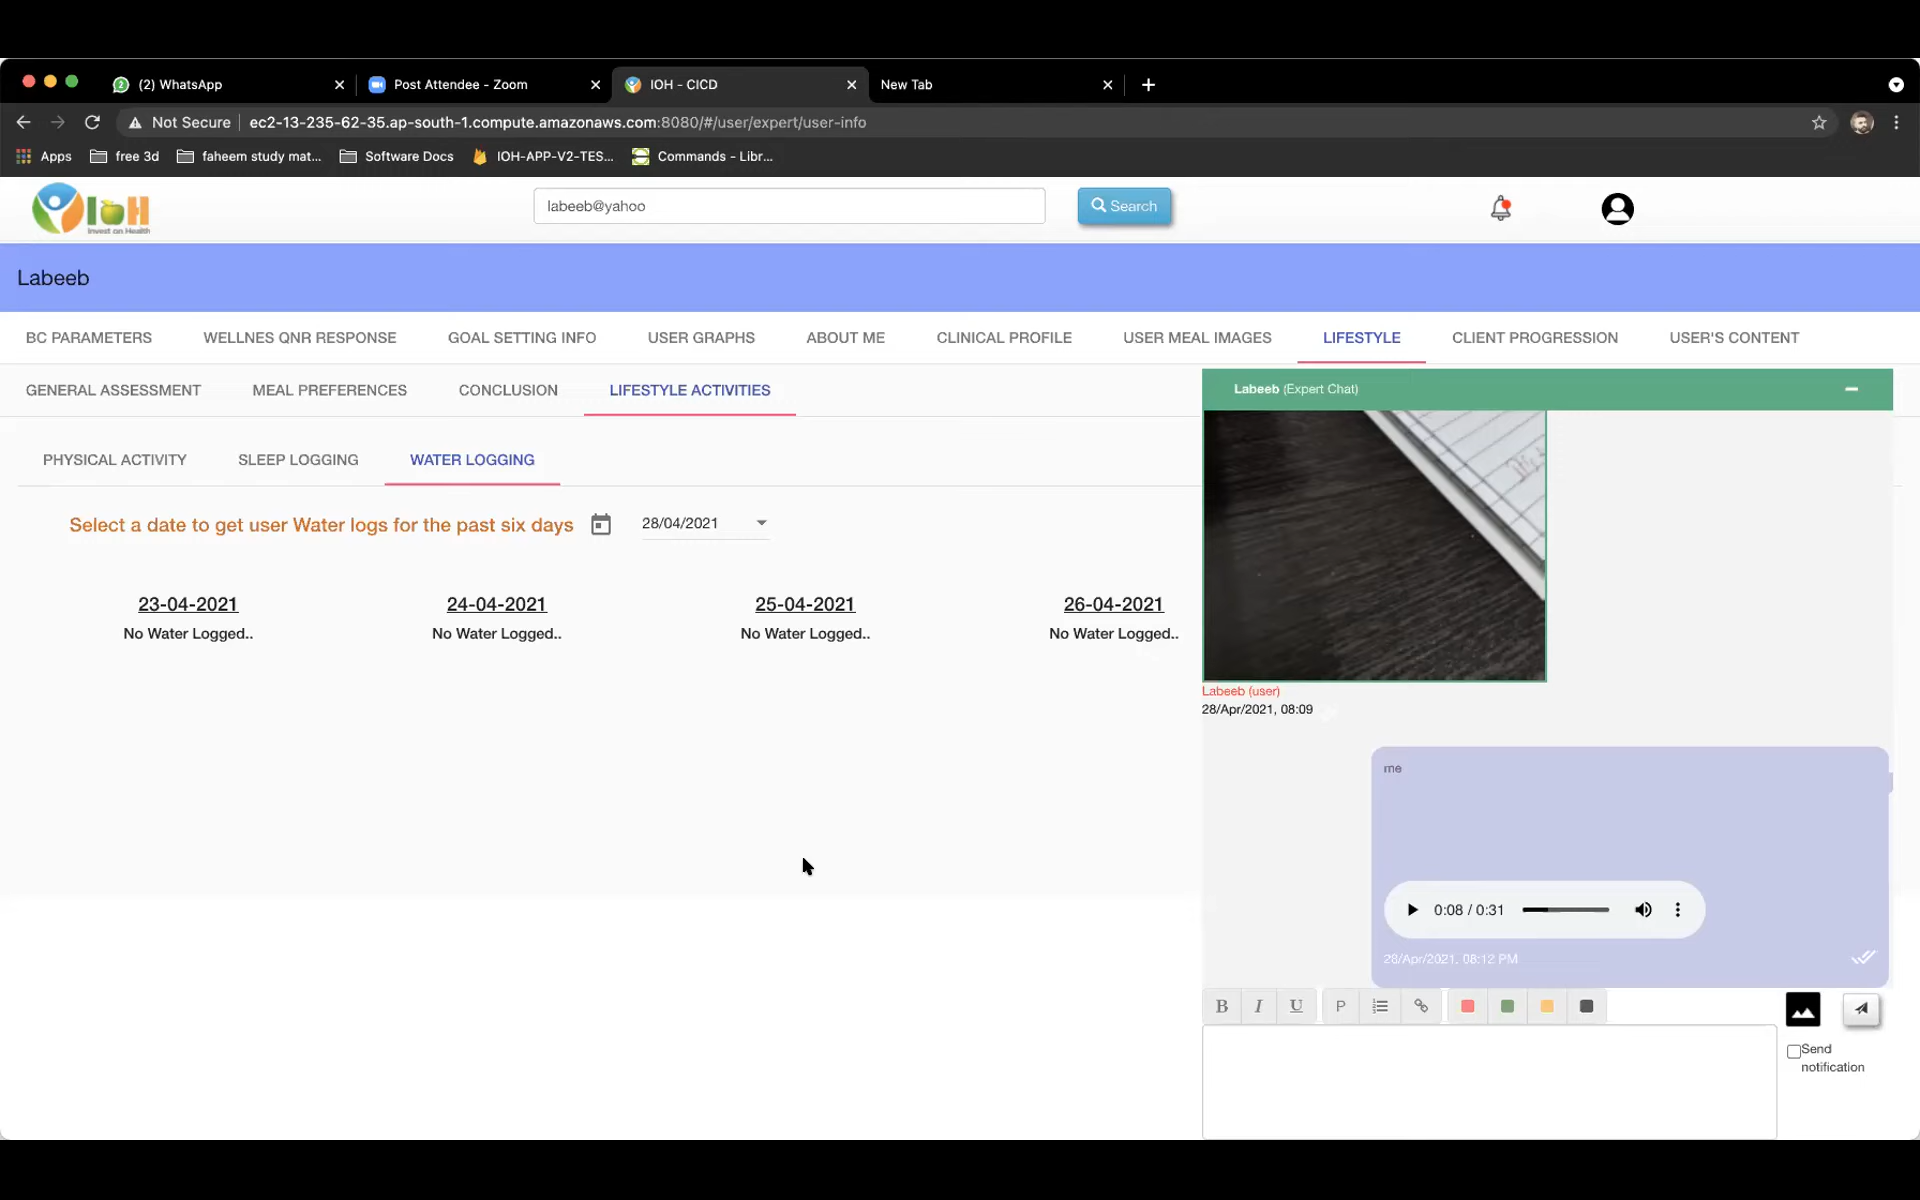 (2) WhatsApp
Post Attendee - Zoom
IOH - CICD
New Tab
Not Secure
ec2-13-235-62-35.ap-south-1.compute.amazonaws.com:8080/#/user/expert/user-info
Apps
free 3d
faheem study mat...
Software Docs
IOH-APP-V2-TES...
Commands - Libr...
IoH
Invest on Health
labeeb@yahoo
Search
Labeeb
BC PARAMETERS
WELLNES QNR RESPONSE
GOAL SETTING INFO
USER GRAPHS
ABOUT ME
CLINICAL PROFILE
USER MEAL IMAGES
LIFESTYLE
CLIENT PROGRESSION
USER'S CONTENT
GENERAL ASSESSMENT
MEAL PREFERENCES
CONCLUSION
LIFESTYLE ACTIVITIES
PHYSICAL ACTIVITY
SLEEP LOGGING
WATER LOGGING
Select a date to get user Water logs for the past six days
28/04/2021
23-04-2021
No Water Logged..
24-04-2021
No Water Logged..
25-04-2021
No Water Logged..
26-04-2021
No Water Logged..
Labeeb (Expert Chat)
Labeeb (user)
28/Apr/2021, 08:09
me
0:08 / 0:31
28/Apr/2021, 08:12 PM
B I U P
Send
notification